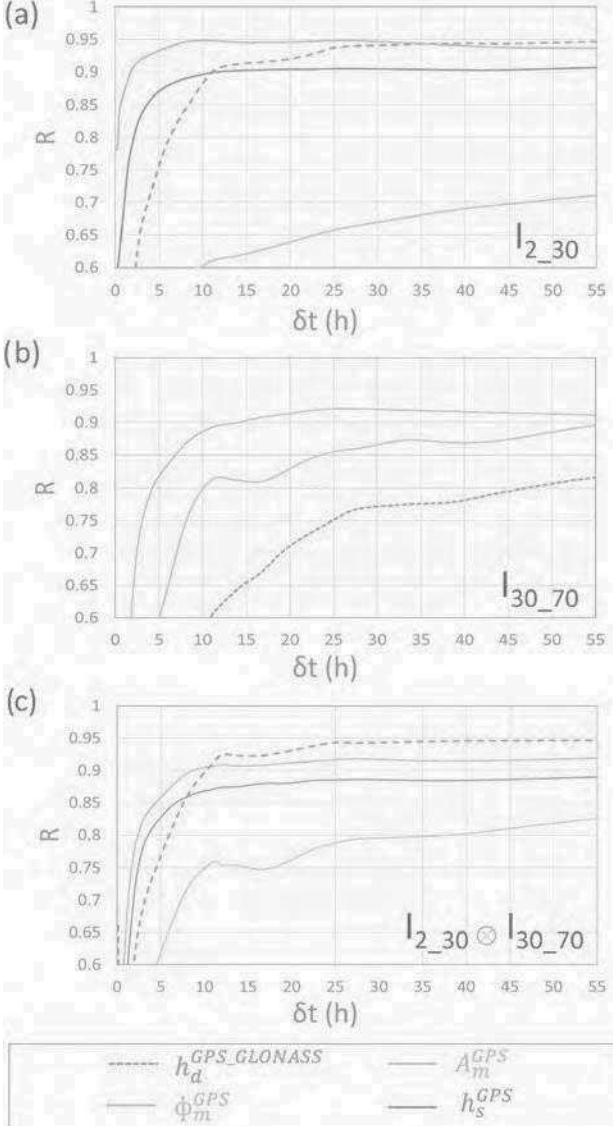 (a)
1
0.95
0.9
0.85
0.8
0.75
0.7
0.65
0.6
R
I2_30
0 5 10 15 20 25 30 35 40 45 50 55
δt (h)
(b)
1
0.95
0.9
0.85
0.8
0.75
0.7
0.65
0.6
R
I30_70
0 5 10 15 20 25 30 35 40 45 50 55
δt (h)
(c)
1
0.95
0.9
0.85
0.8
0.75
0.7
0.65
0.6
R
I2_30 ⊗ I30_70
0 5 10 15 20 25 30 35 40 45 50 55
δt (h)
h_d^GPS_GLONASS A_m^GPS
ϕ_m^GPS h_s^GPS